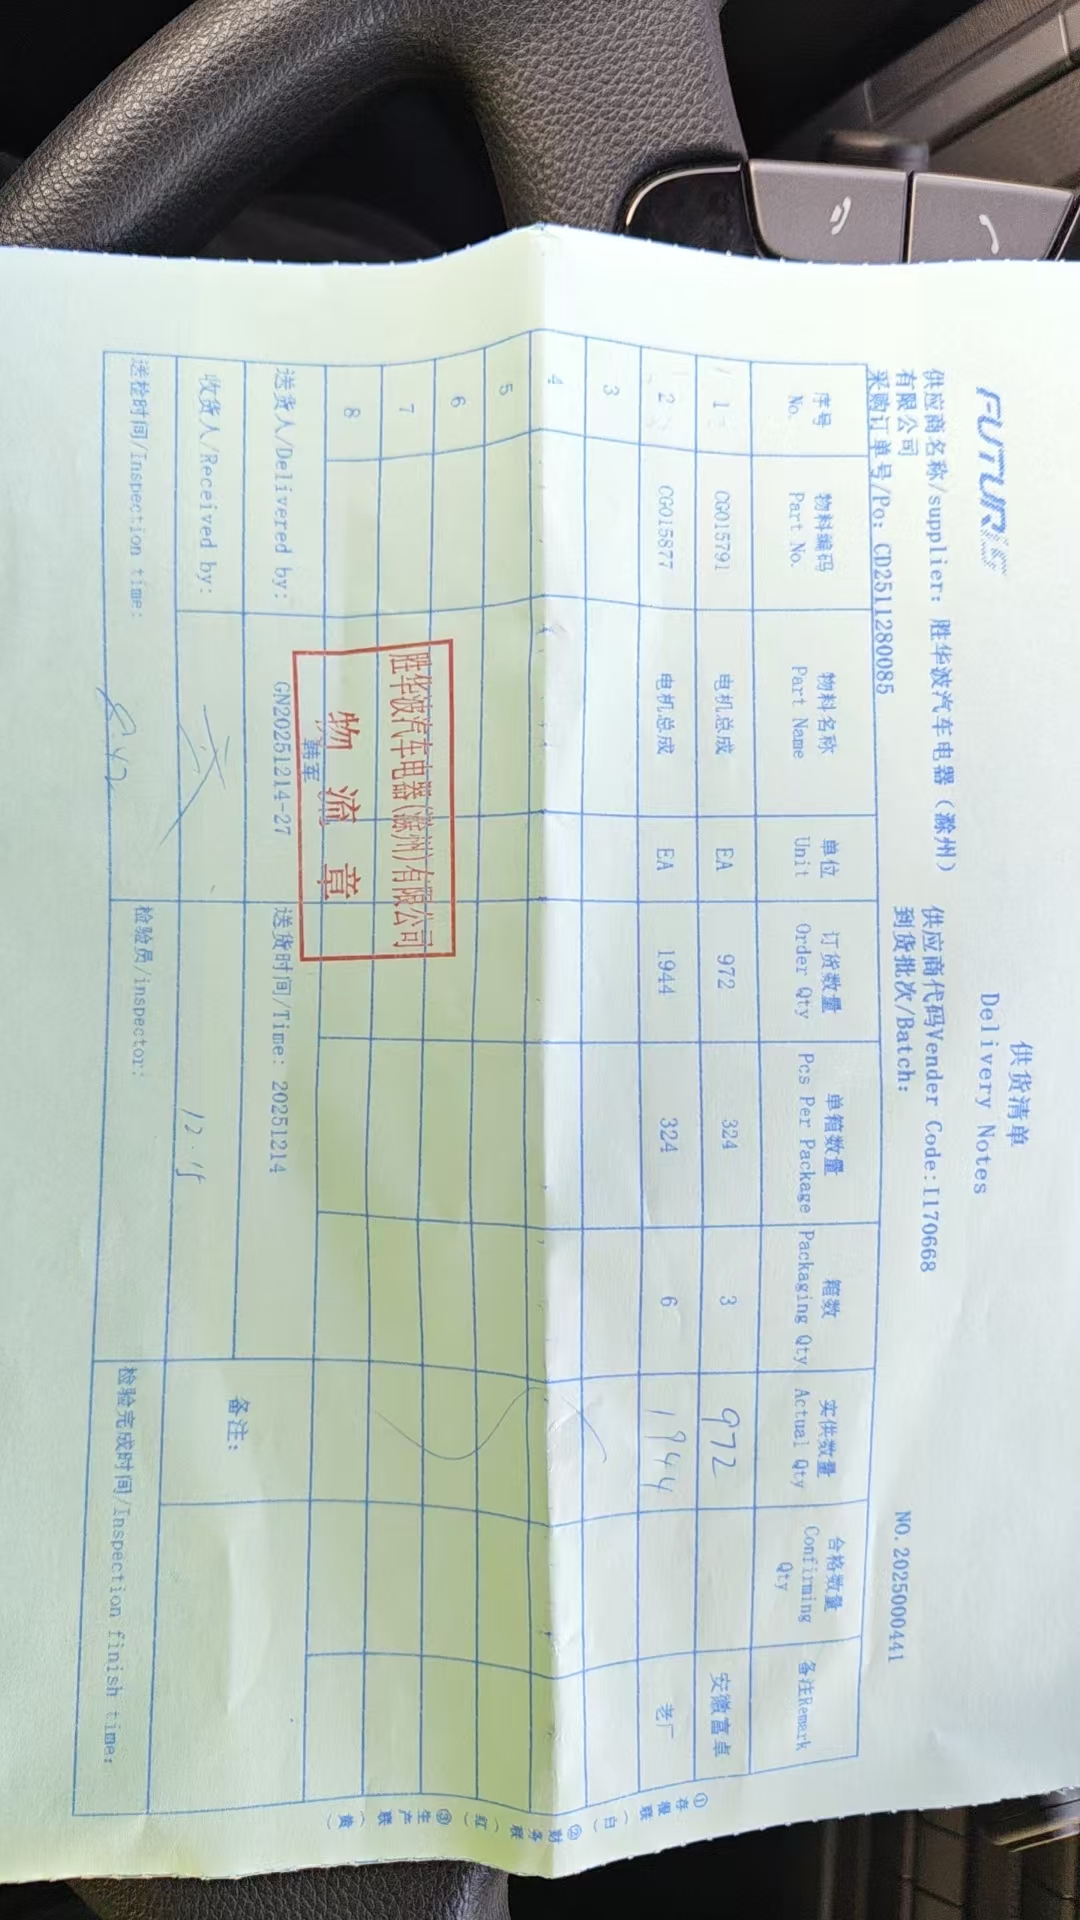 FUTURIS
供货清单
Delivery Notes
供应商名称/supplier: 胜华波汽车电器（滁州）有限公司
供应商代码Vender Code:I170668
采购订单号/Po: CD2511280085
到货批次/Batch:
NO.2025000441
序号 物料编码 物料名称 单位 订货数量 单箱数量 箱数 实供数量 合格数量 备注Remark
No. Part No. Part Name Unit Order Qty Pcs Per Package Packaging Qty Actual Qty Confirming Qty
1 CG015791 电机总成 EA 972 324 3 972 安徽富卓
2 CG015877 电机总成 EA 1944 324 6 1944 老厂
3
4
5
6
7
8
胜华波汽车电器(滁州)有限公司
物流章
韩军
送货人/Delivered by: GN20251214-27 送货时间/Time: 20251214
备注:
收货人/Received by: 12.15
送检时间/Inspection time: 检验员/inspector: 检验完成时间/Inspection finish time:
①存根联（白）②财务联（红）③生产联（黄）